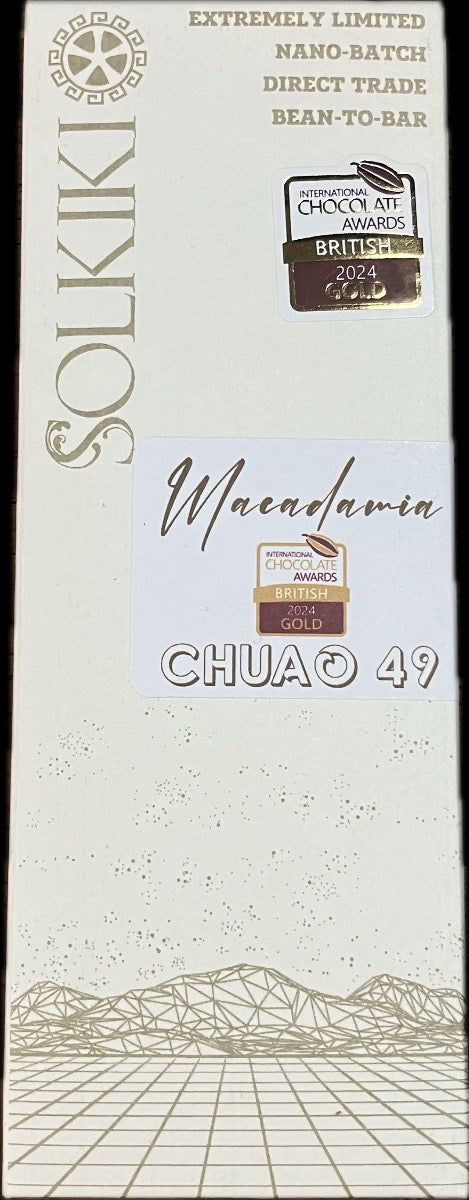 EXTREMELY LIMITED
NANO-BATCH
DIRECT TRADE
BEAN-TO-BAR
SOLKIKI
INTERNATIONAL
CHOCOLATE
AWARDS
BRITISH
2024
GOLD
Macadamia
INTERNATIONAL
CHOCOLATE
AWARDS
BRITISH
2024
GOLD
CHUAO 49